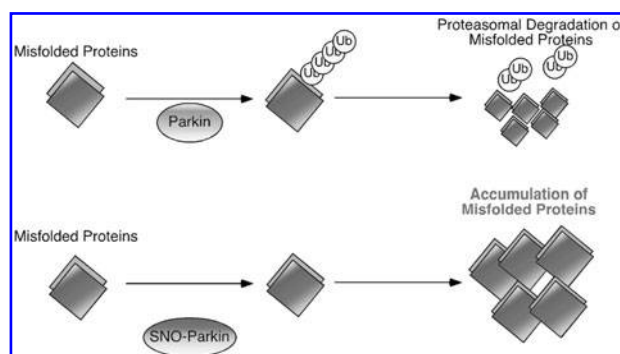 Proteasomal Degradation o
Misfolded Proteins
Misfolded Proteins
Ub
Ub
Ub
Ub
Ub
Ub
Ub
Ub
Parkin
Accumulation of
Misfolded Proteins
Misfolded Proteins
SNO-Parkin